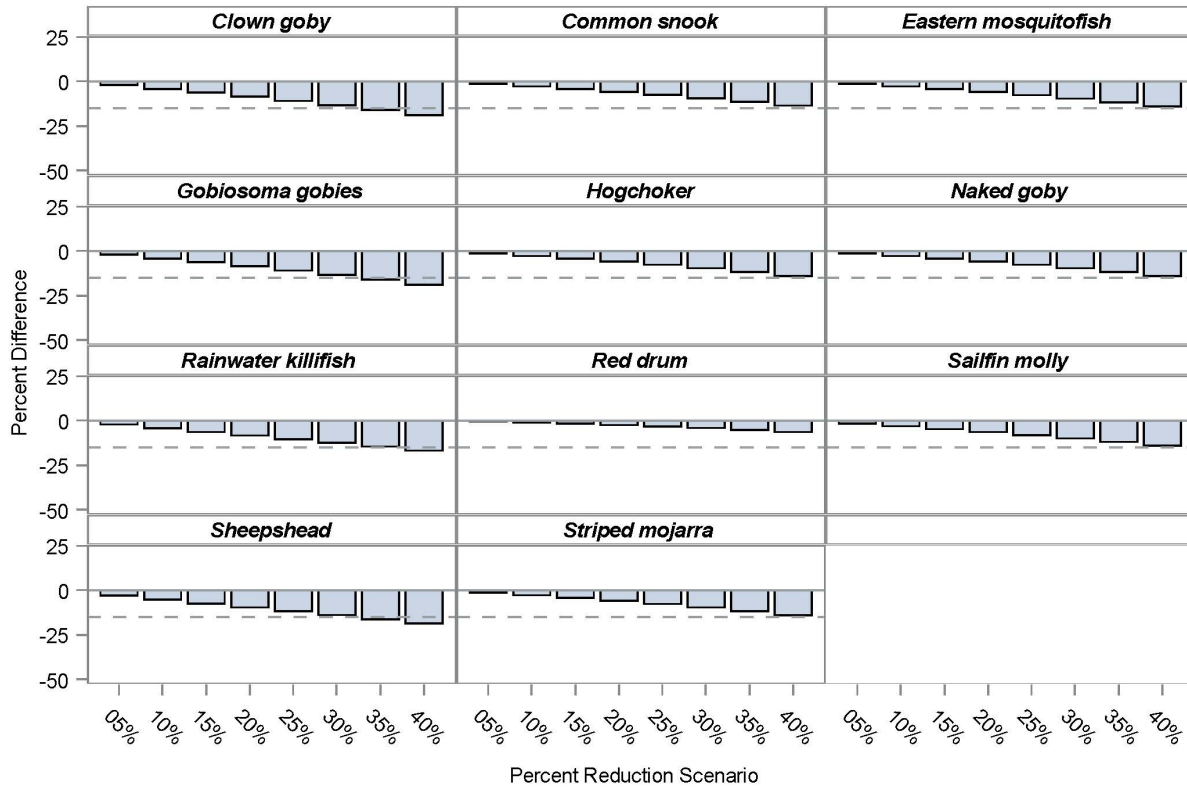 Clown goby
Common snook
Eastern mosquitofish
25
0
-25
-50
Gobiosoma gobies
Hogchoker
Naked goby
25
0
-25
-50
Rainwater killifish
Red drum
Sailfin molly
25
0
-25
-50
Sheepshead
Striped mojarra
25
0
-25
-50
Percent Difference
05% 10% 15% 20% 25% 30% 35% 40%
05% 10% 15% 20% 25% 30% 35% 40%
05% 10% 15% 20% 25% 30% 35% 40%
Percent Reduction Scenario